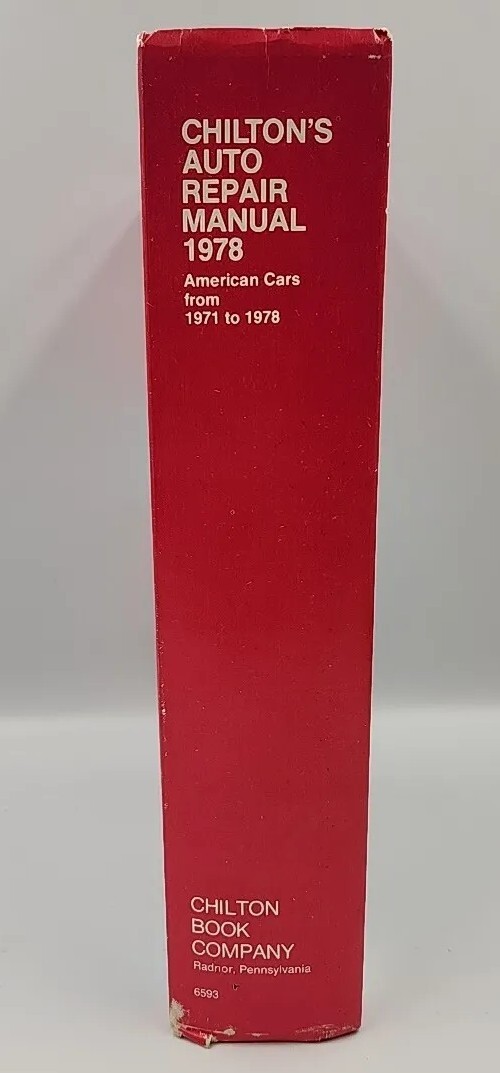 CHILTON'S
AUTO
REPAIR
MANUAL
1978
American Cars
from
1971 to 1978
CHILTON
BOOK
COMPANY
Radnor, Pennsylvania
6593